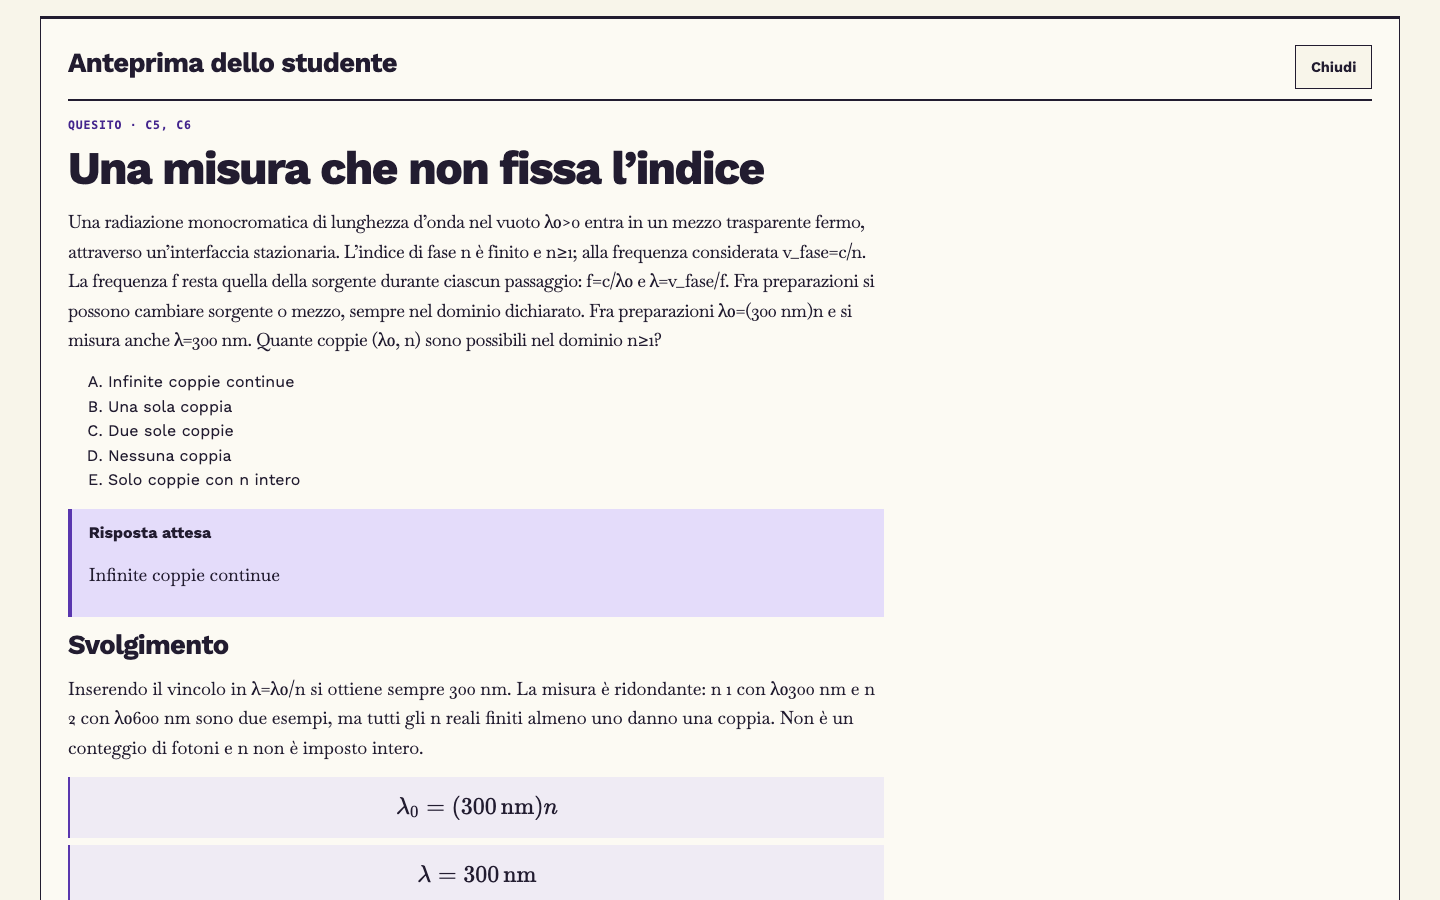 Anteprima dello studente
Chiudi
QUESITO · C5, C6
Una misura che non fissa l’indice
Una radiazione monocromatica di lunghezza d’onda nel vuoto λ0>0 entra in un mezzo trasparente fermo,
attraverso un’interfaccia stazionaria. L’indice di fase n è finito e n≥1; alla frequenza considerata v_fase=c/n.
La frequenza f resta quella della sorgente durante ciascun passaggio: f=c/λ0 e λ=v_fase/f. Fra preparazioni si
possono cambiare sorgente o mezzo, sempre nel dominio dichiarato. Fra preparazioni λ0=(300 nm)n e si
misura anche λ=300 nm. Quante coppie (λ0, n) sono possibili nel dominio n≥1?
A. Infinite coppie continue
B. Una sola coppia
C. Due sole coppie
D. Nessuna coppia
E. Solo coppie con n intero
Risposta attesa
Infinite coppie continue
Svolgimento
Inserendo il vincolo in λ=λ0/n si ottiene sempre 300 nm. La misura è ridondante: n 1 con λ0300 nm e n
2 con λ0600 nm sono due esempi, ma tutti gli n reali finiti almeno uno danno una coppia. Non è un
conteggio di fotoni e n non è imposto intero.
λ₀ = (300 nm)n
λ = 300 nm